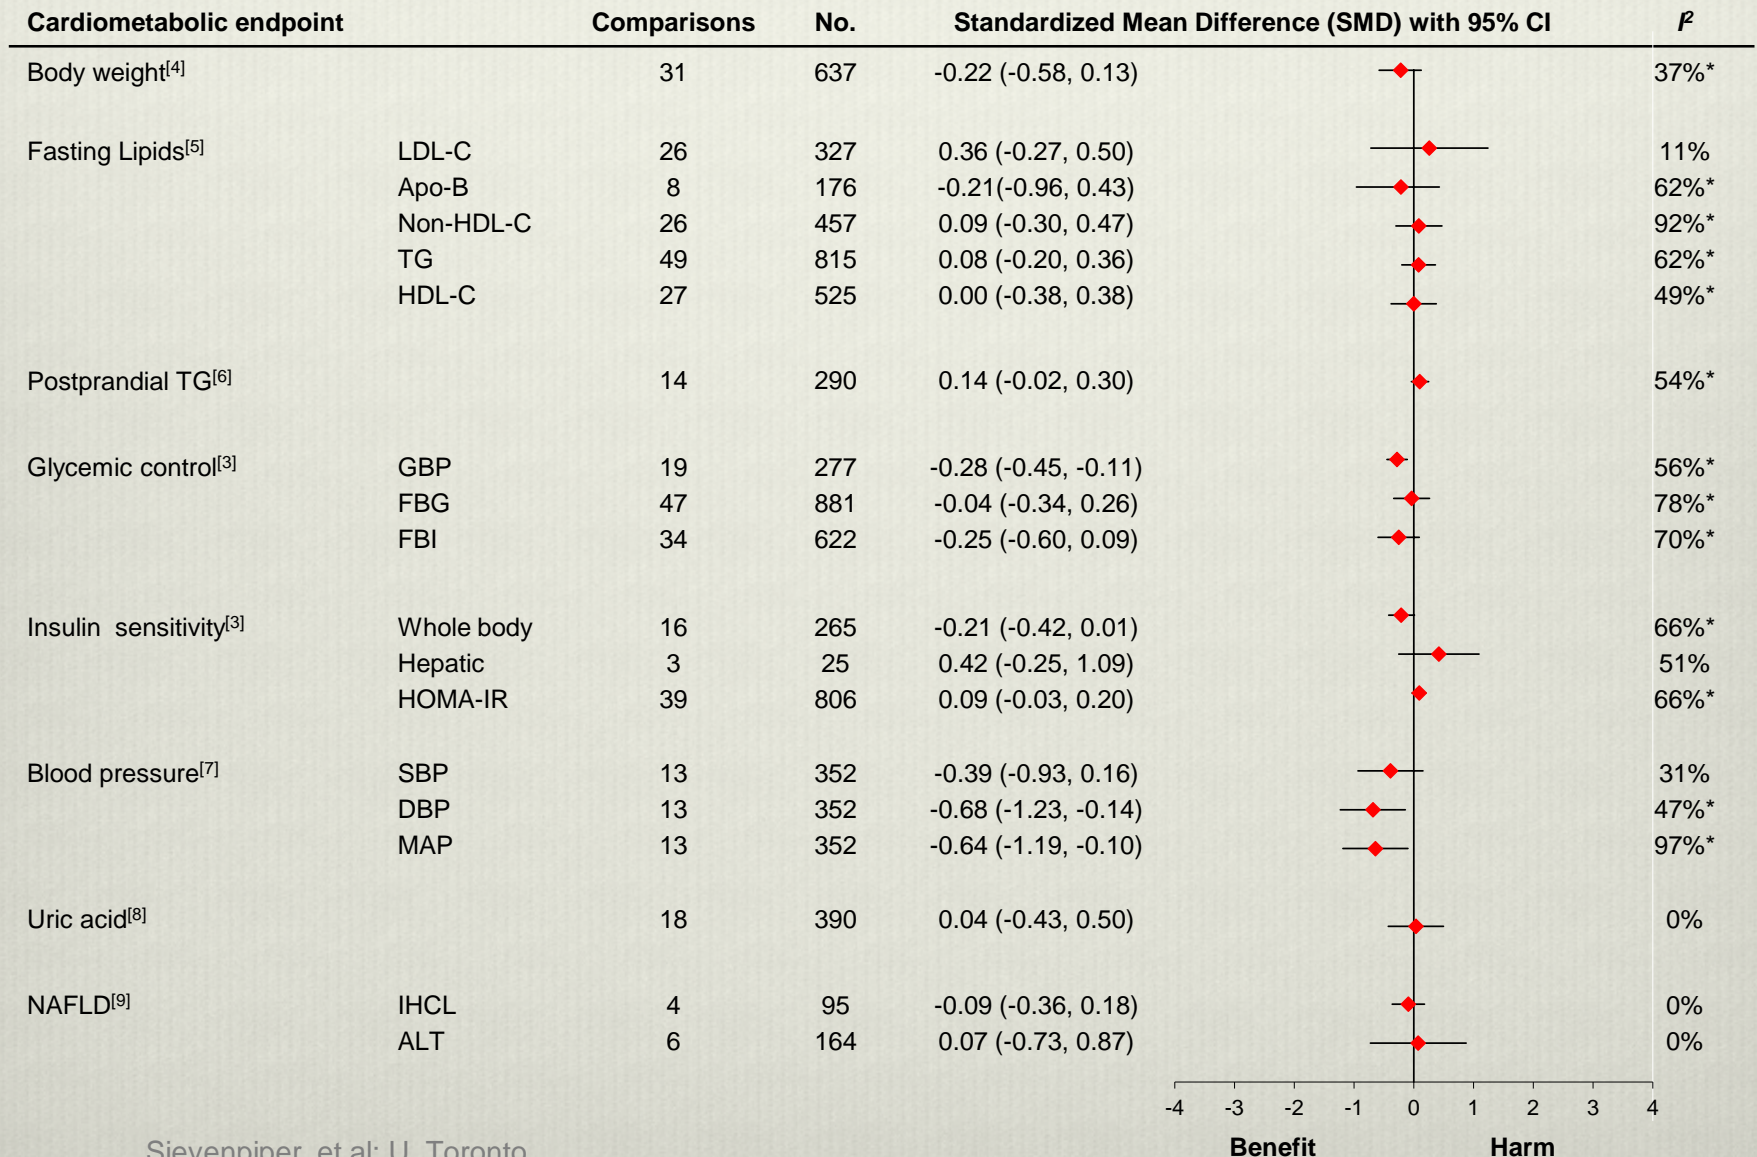 Cardiometabolic endpoint Comparisons No. Standardized Mean Difference (SMD) with 95% CI I²
Body weight[4] 31 637 -0.22 (-0.58, 0.13) 37%*
Fasting Lipids[5] LDL-C 26 327 0.36 (-0.27, 0.50) 11%
Apo-B 8 176 -0.21(-0.96, 0.43) 62%*
Non-HDL-C 26 457 0.09 (-0.30, 0.47) 92%*
TG 49 815 0.08 (-0.20, 0.36) 62%*
HDL-C 27 525 0.00 (-0.38, 0.38) 49%*
Postprandial TG[6] 14 290 0.14 (-0.02, 0.30) 54%*
Glycemic control[3] GBP 19 277 -0.28 (-0.45, -0.11) 56%*
FBG 47 881 -0.04 (-0.34, 0.26) 78%*
FBI 34 622 -0.25 (-0.60, 0.09) 70%*
Insulin sensitivity[3] Whole body 16 265 -0.21 (-0.42, 0.01) 66%*
Hepatic 3 25 0.42 (-0.25, 1.09) 51%
HOMA-IR 39 806 0.09 (-0.03, 0.20) 66%*
Blood pressure[7] SBP 13 352 -0.39 (-0.93, 0.16) 31%
DBP 13 352 -0.68 (-1.23, -0.14) 47%*
MAP 13 352 -0.64 (-1.19, -0.10) 97%*
Uric acid[8] 18 390 0.04 (-0.43, 0.50) 0%
NAFLD[9] IHCL 4 95 -0.09 (-0.36, 0.18) 0%
ALT 6 164 0.07 (-0.73, 0.87) 0%
-4 -3 -2 -1 0 1 2 3 4
Benefit Harm
Sievenpiper, et al; U. Toronto